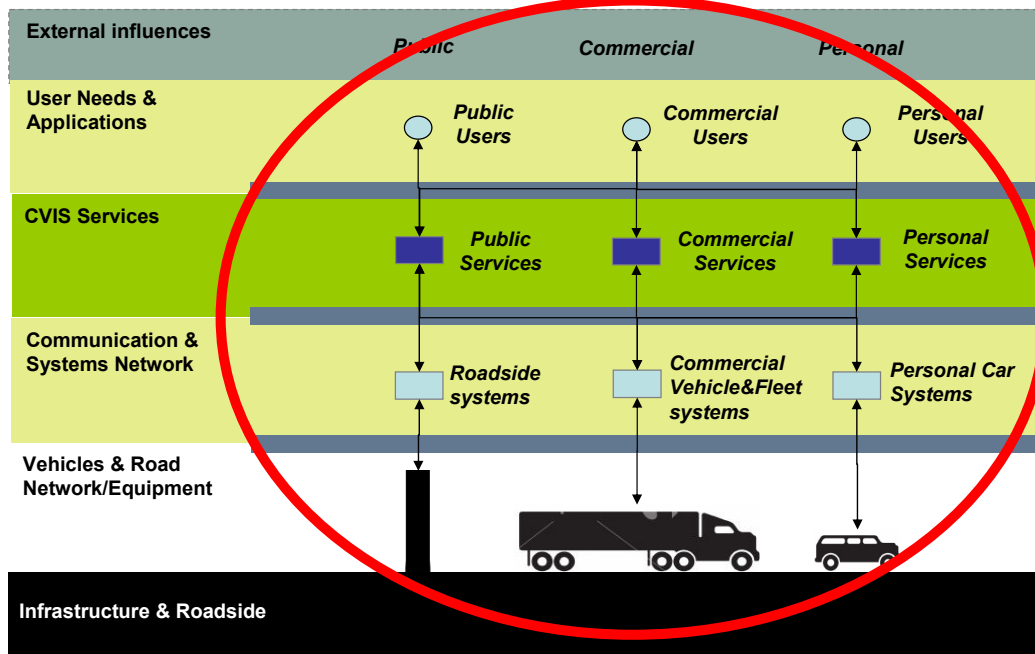 External influences
Public
Commercial
Personal
User Needs &
Applications
Public
Users
Commercial
Users
Personal
Users
CVIS Services
Public
Services
Commercial
Services
Personal
Services
Communication &
Systems Network
Roadside
systems
Commercial
Vehicle&Fleet
systems
Personal Car
Systems
Vehicles & Road
Network/Equipment
Infrastructure & Roadside